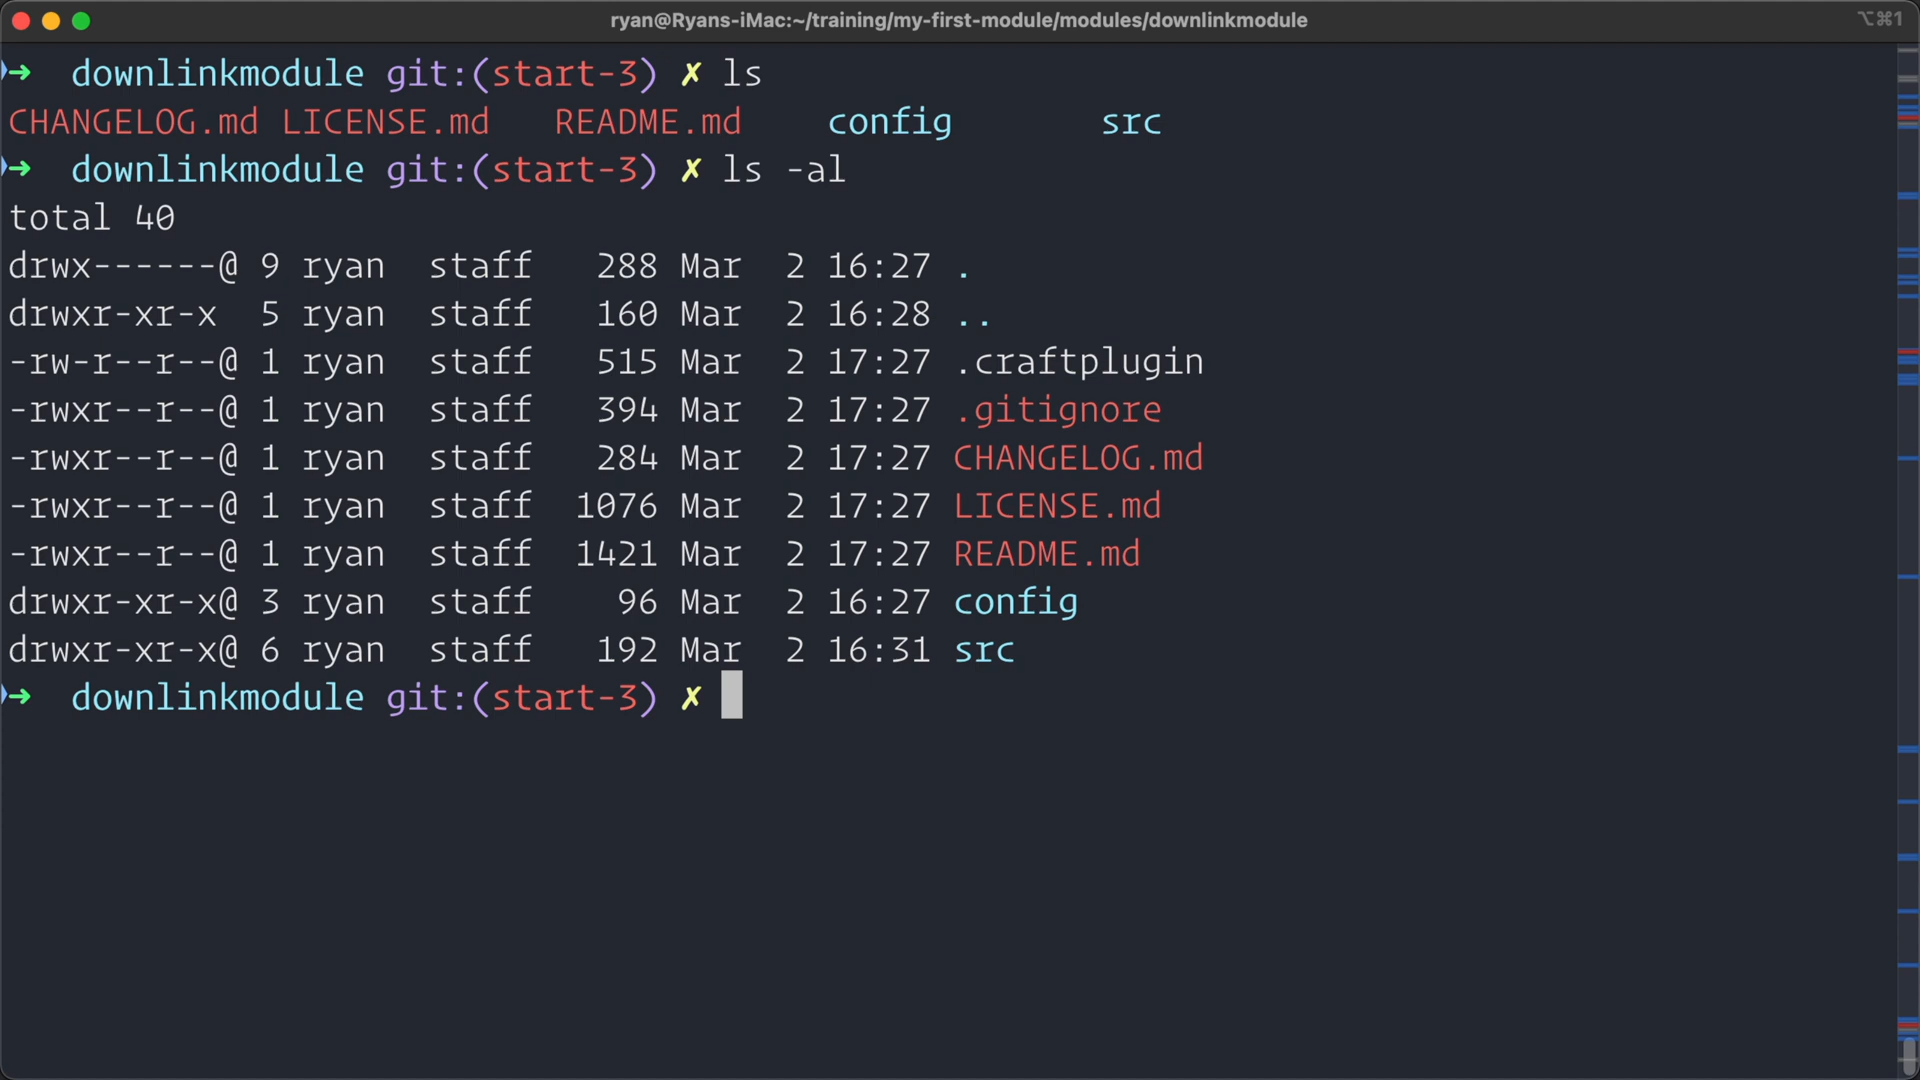 ryan@Ryans-iMac:~/training/my-first-module/modules/downlinkmodule ⌥⌘1
➜ downlinkmodule git:(start-3) ✗ ls
CHANGELOG.md LICENSE.md README.md config src
➜ downlinkmodule git:(start-3) ✗ ls -al
total 40
drwx------@ 9 ryan staff 288 Mar 2 16:27 .
drwxr-xr-x 5 ryan staff 160 Mar 2 16:28 ..
-rw-r--r--@ 1 ryan staff 515 Mar 2 17:27 .craftplugin
-rwxr--r--@ 1 ryan staff 394 Mar 2 17:27 .gitignore
-rwxr--r--@ 1 ryan staff 284 Mar 2 17:27 CHANGELOG.md
-rwxr--r--@ 1 ryan staff 1076 Mar 2 17:27 LICENSE.md
-rwxr--r--@ 1 ryan staff 1421 Mar 2 17:27 README.md
drwxr-xr-x@ 3 ryan staff 96 Mar 2 16:27 config
drwxr-xr-x@ 6 ryan staff 192 Mar 2 16:31 src
➜ downlinkmodule git:(start-3) ✗